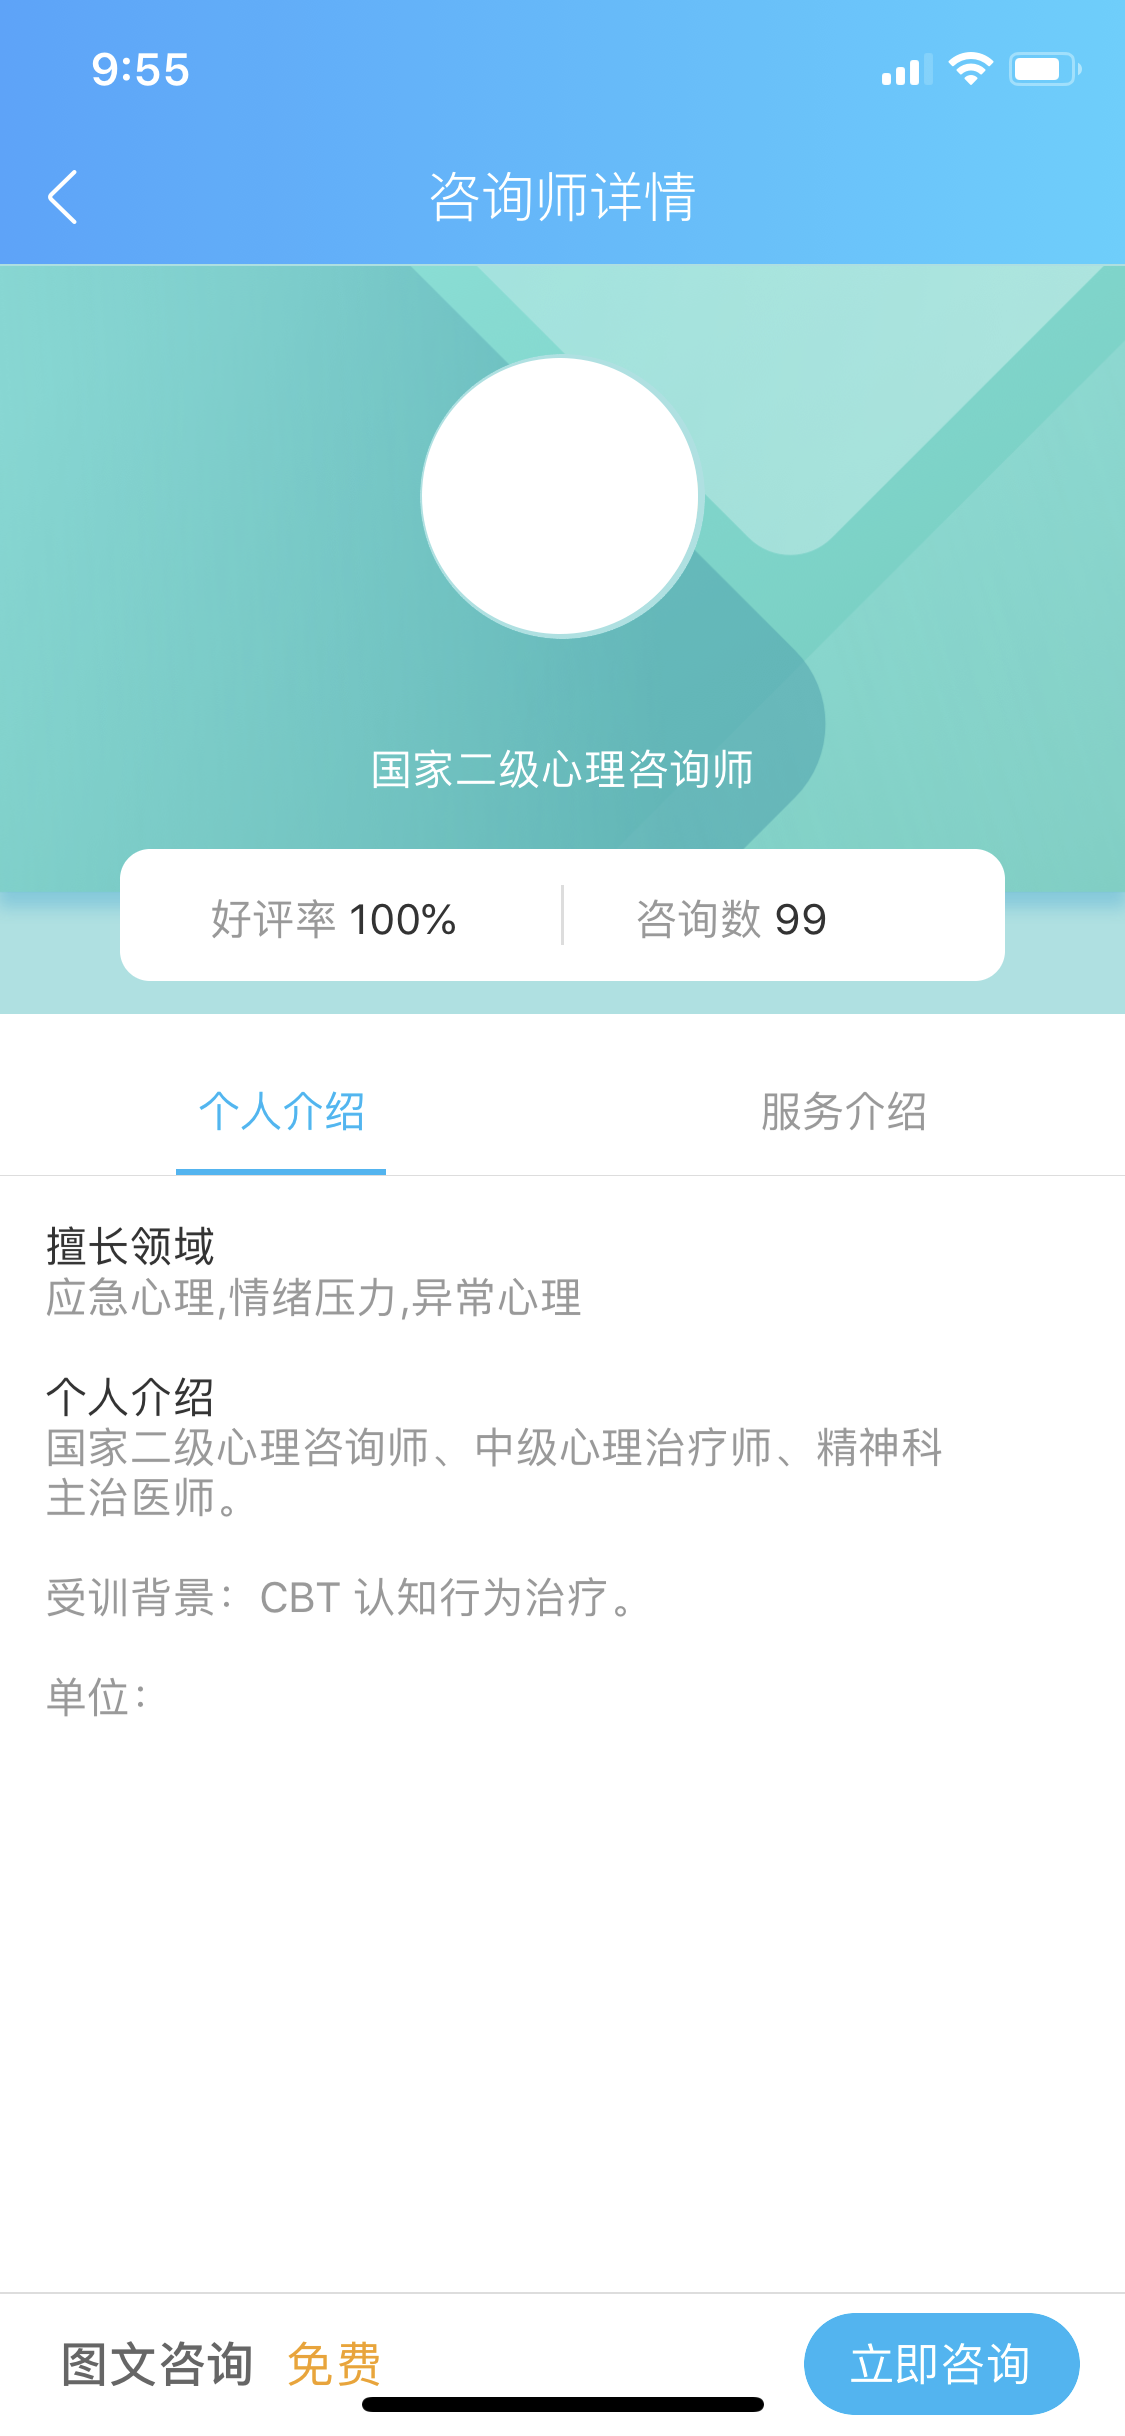 9:55
咨询师详情
国家二级心理咨询师
好评率 100%
咨询数 99
个人介绍
服务介绍
擅长领域
应急心理,情绪压力,异常心理
个人介绍
国家二级心理咨询师、中级心理治疗师、精神科
主治医师。
受训背景：CBT 认知行为治疗。
单位：
图文咨询 免费
立即咨询